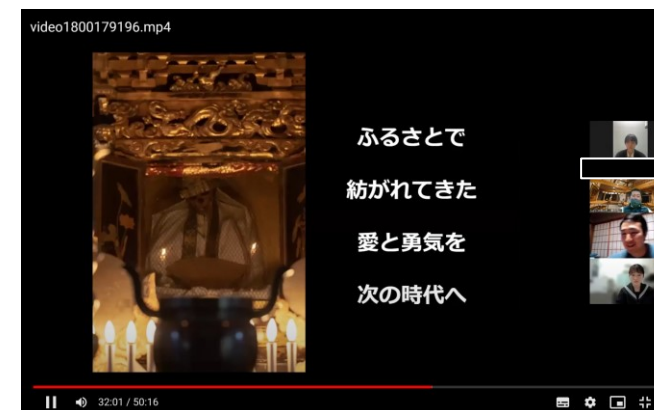 video1800179196.mp4
ふるさとで
紡がれてきた
愛と勇気を
次の時代へ
32:01 / 50:16